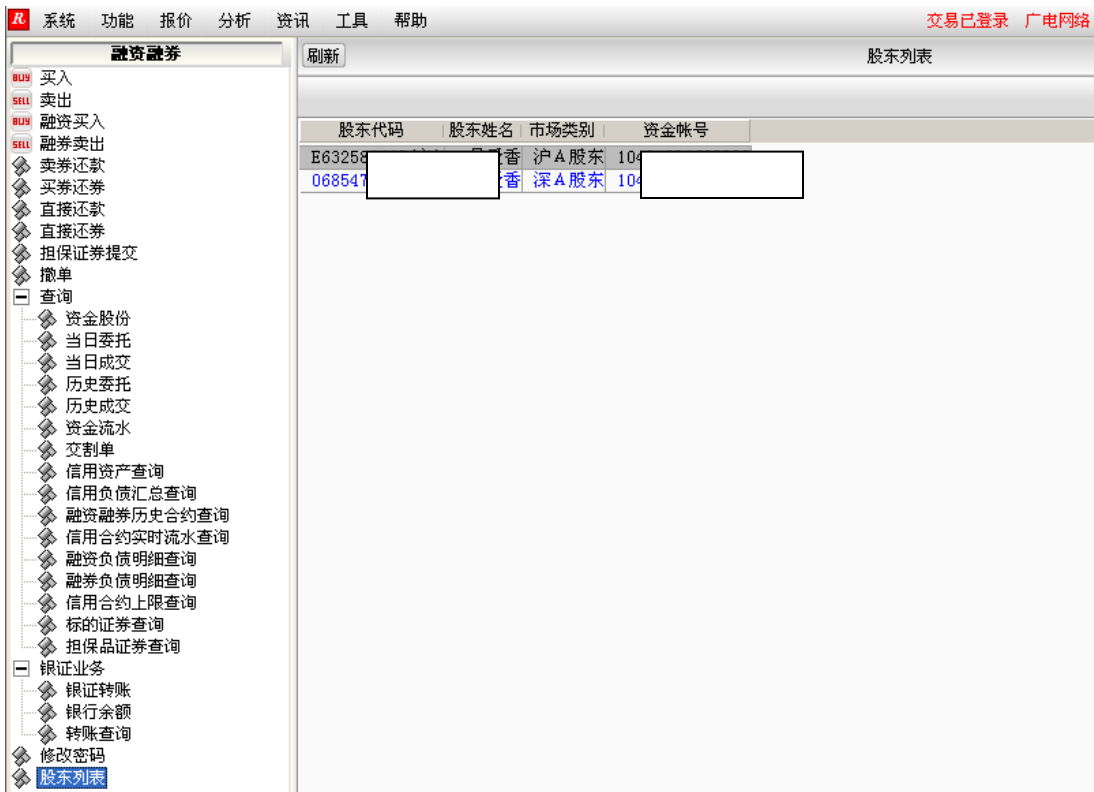 R 系统 功能 报价 分析 资讯 工具 帮助 交易已登录 广电网络
融资融券
刷新 股东列表
BUY 买入
SELL 卖出
BUY 融资买入
SELL 融券卖出
卖券还款
买券还券
直接还款
直接还券
担保证券提交
撤单
查询
资金股份
当日委托
当日成交
历史委托
历史成交
资金流水
交割单
信用资产查询
信用负债汇总查询
融资融券历史合约查询
信用合约实时流水查询
融资负债明细查询
融券负债明细查询
信用合约上限查询
标的证券查询
担保品证券查询
银证业务
银证转账
银行余额
转账查询
修改密码
股东列表
股东代码 股东姓名 市场类别 资金帐号
E63258 香 沪A股东 104
068547 香 深A股东 104